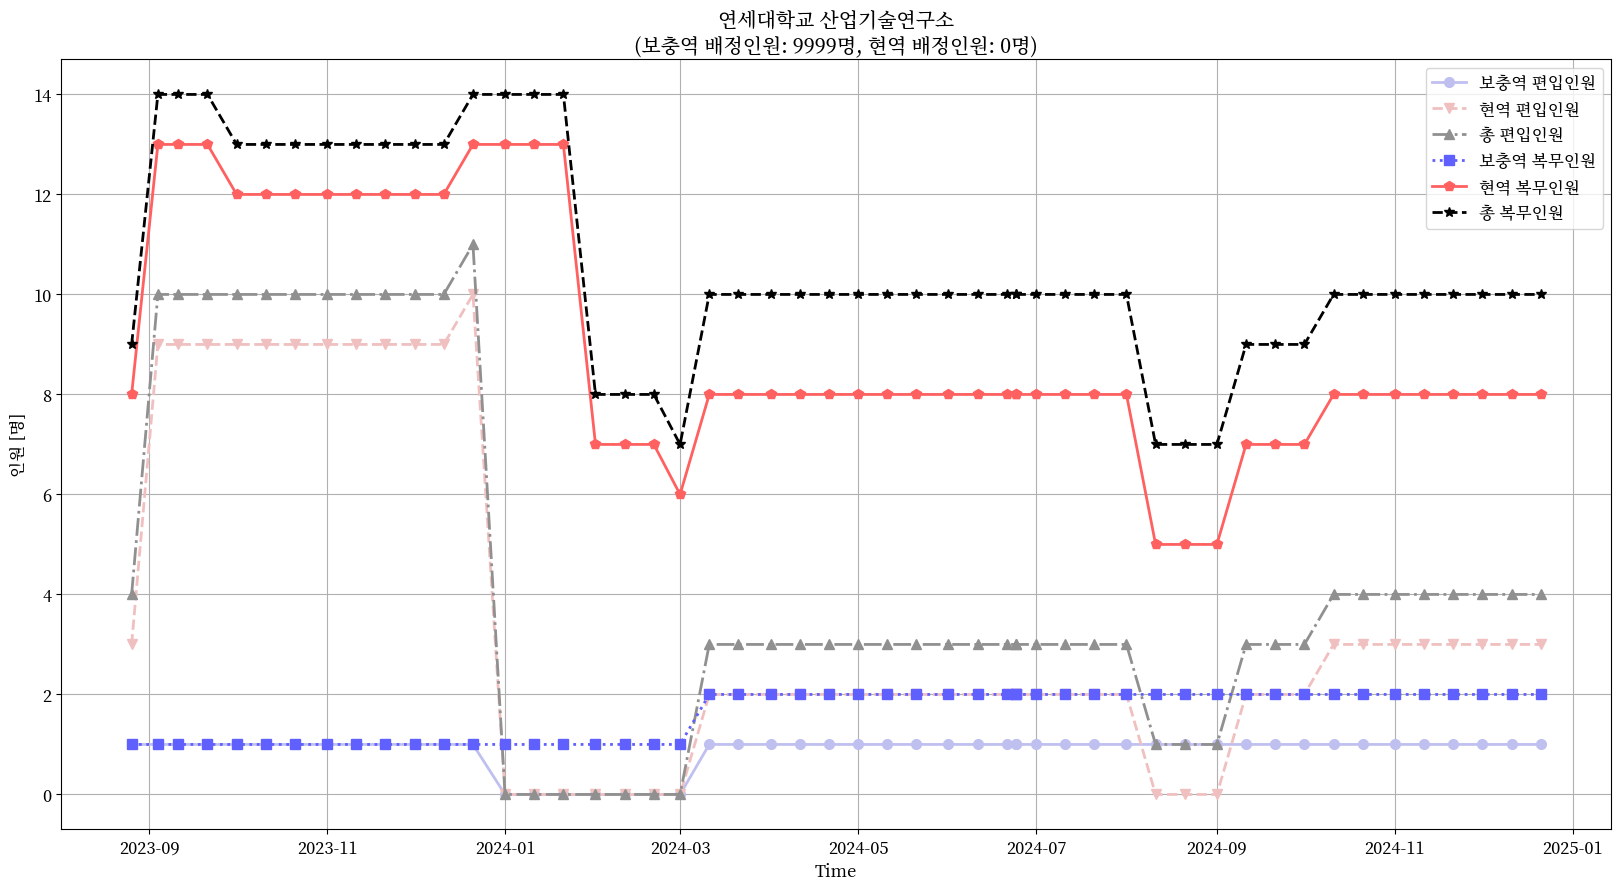 연세대학교 산업기술연구소
(보충역 배정인원: 9999명, 현역 배정인원: 0명)
보충역 편입인원
현역 편입인원
총 편입인원
보충역 복무인원
현역 복무인원
총 복무인원
인원 [명]
14
12
10
8
6
4
2
0
2023-09
2023-11
2024-01
2024-03
2024-05
2024-07
2024-09
2024-11
2025-01
Time